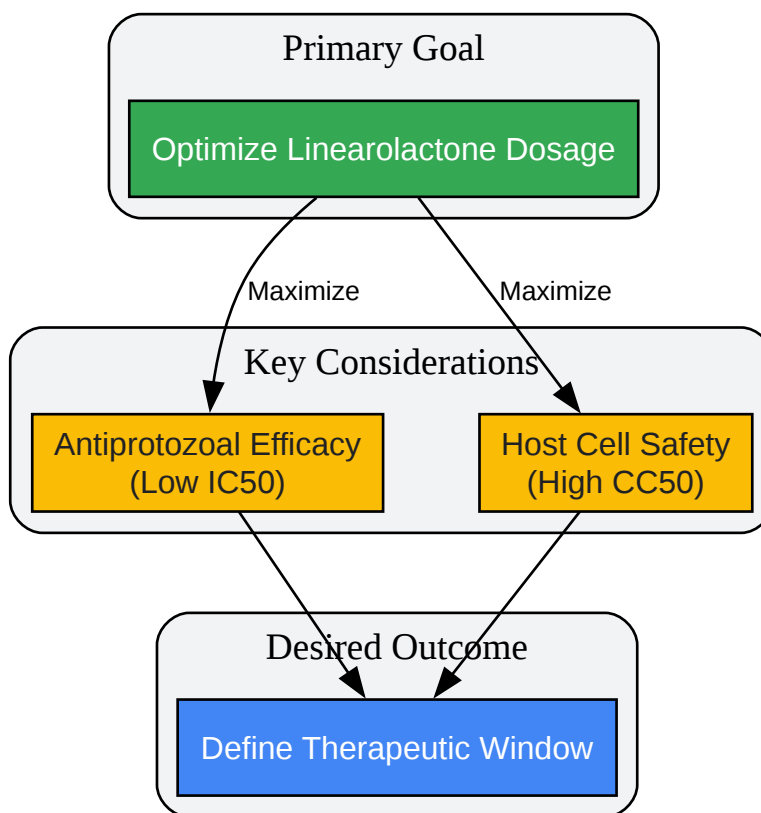 Primary Goal
Optimize Linearolactone Dosage
Maximize
Maximize
Key Considerations
Antiprotozoal Efficacy
(Low IC50)
Host Cell Safety
(High CC50)
Desired Outcome
Define Therapeutic Window